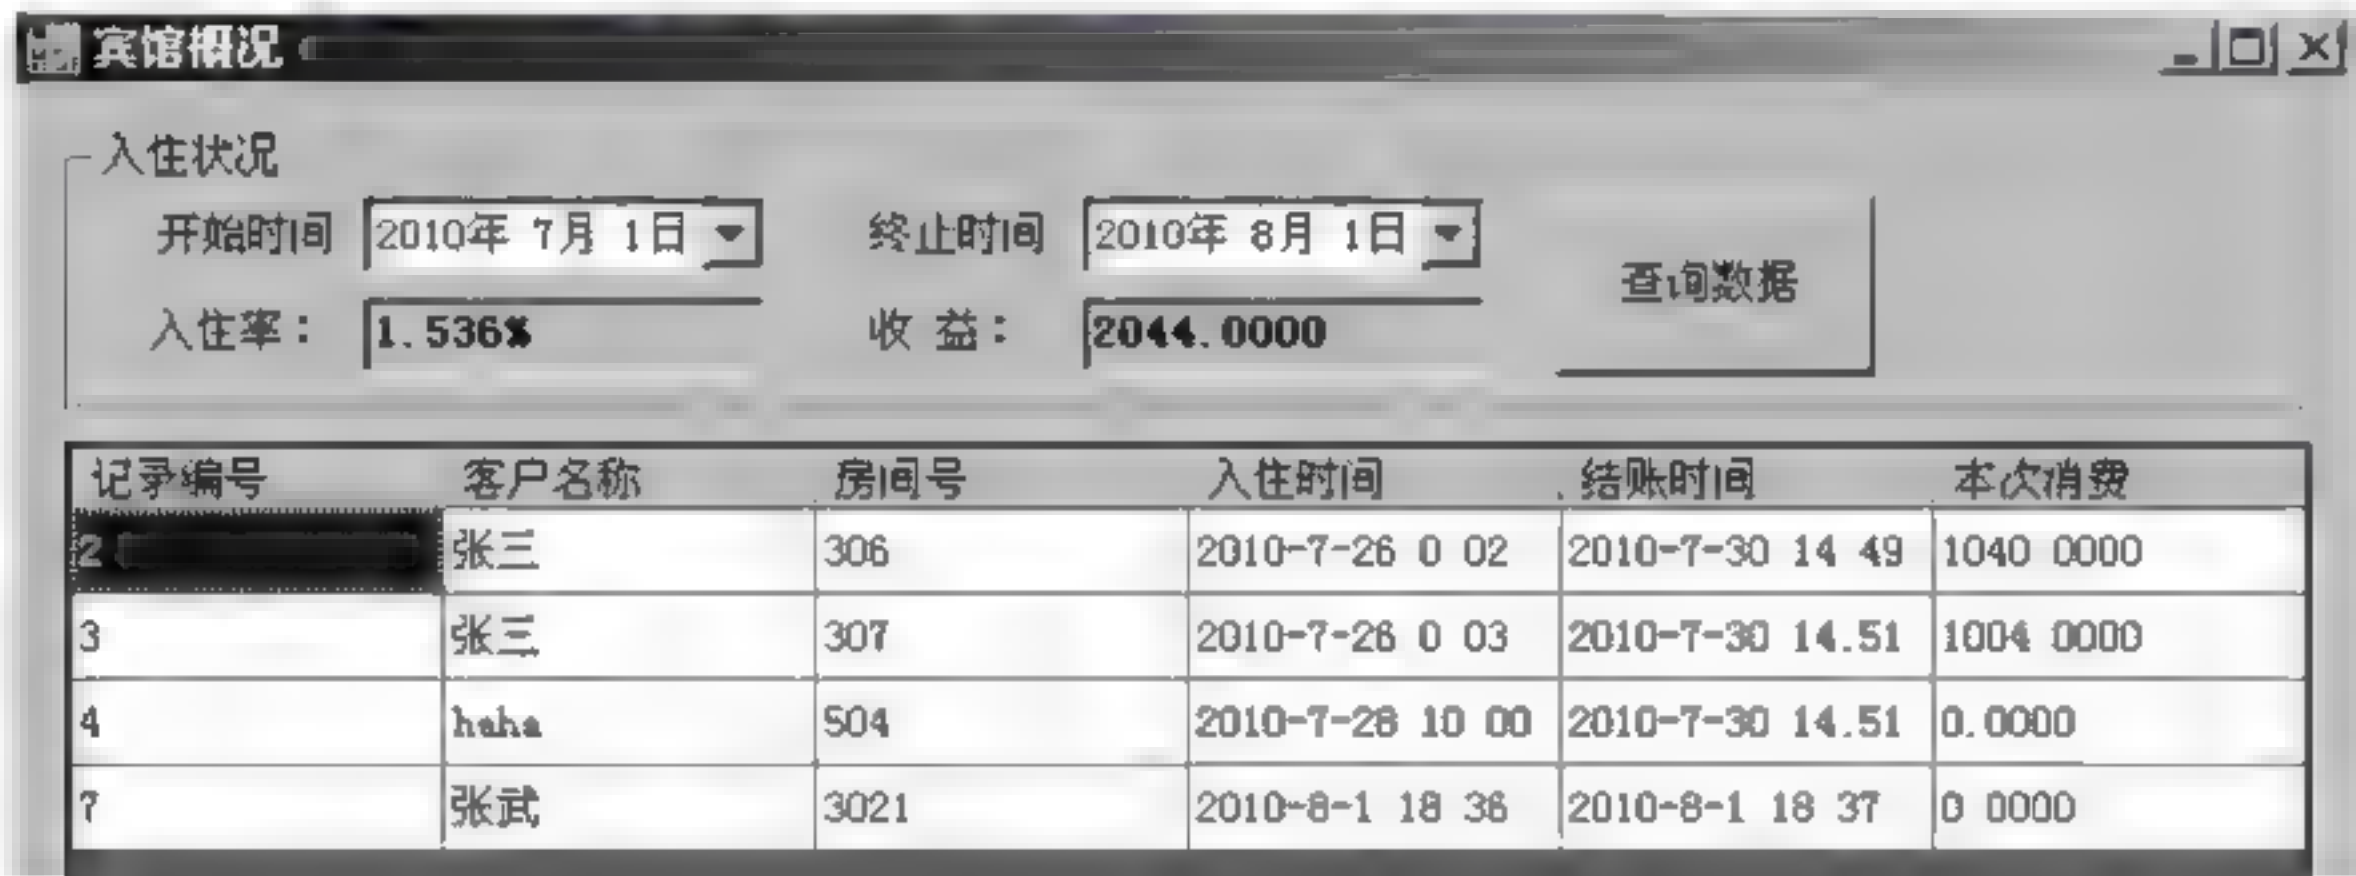 宾馆概况
入住状况
开始时间 2010年 7月 1日 终止时间 2010年 8月 1日
查询数据
入住率： 1.536% 收 益： 2044.0000
记录编号 客户名称 房间号 入住时间 结账时间 本次消费
2 张三 306 2010-7-26 0 02 2010-7-30 14 49 1040 0000
3 张三 307 2010-7-26 0 03 2010-7-30 14.51 1004 0000
4 haha 504 2010-7-28 10 00 2010-7-30 14.51 0.0000
7 张武 3021 2010-8-1 18 36 2010-8-1 18 37 0 0000